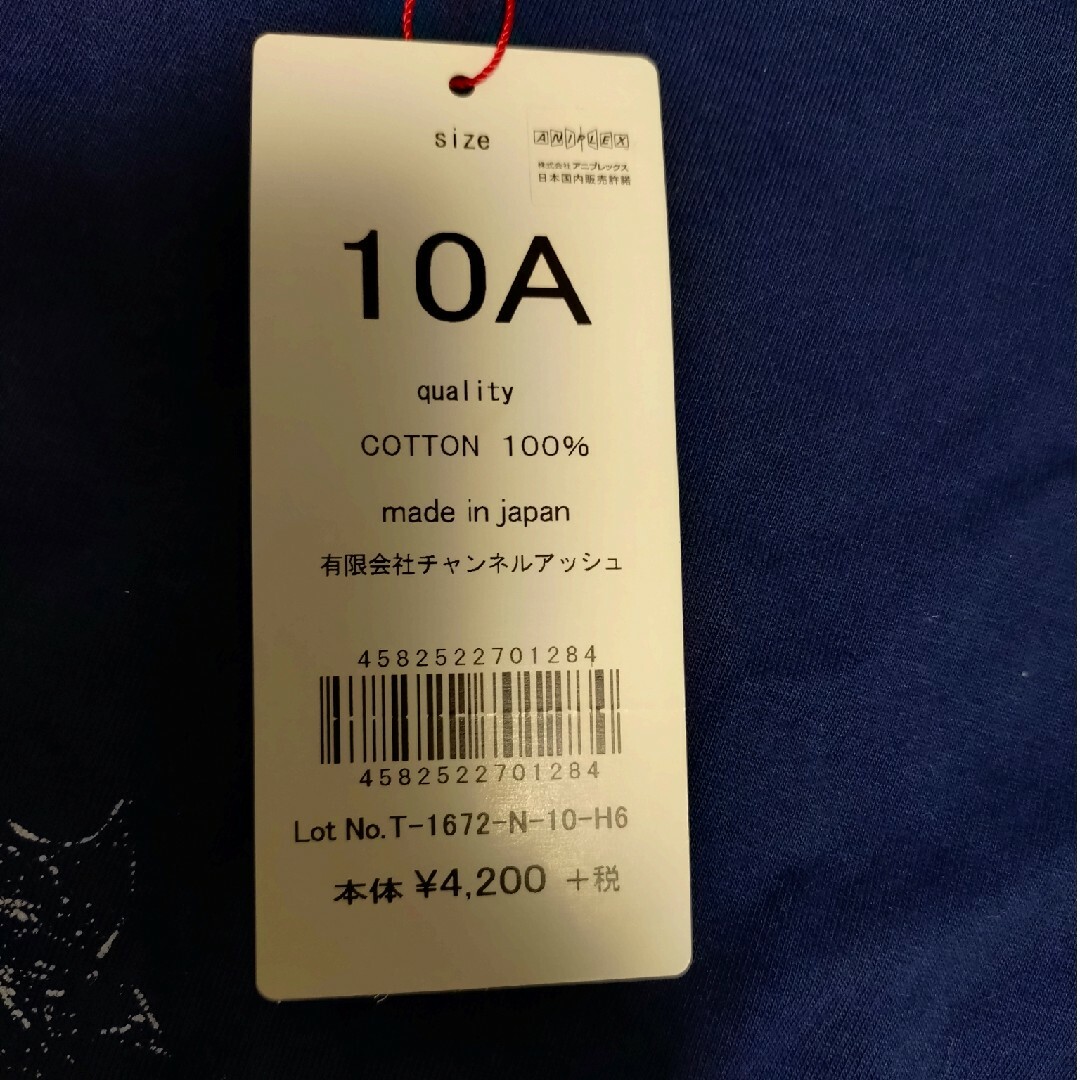 size
ANIPLEX
株式会社アニプレックス
日本国内販売許諾
10A
quality
COTTON 100%
made in japan
有限会社チャンネルアッシュ
4582522701284
4582522701284
Lot No.T-1672-N-10-H6
本体 ¥4,200 +税